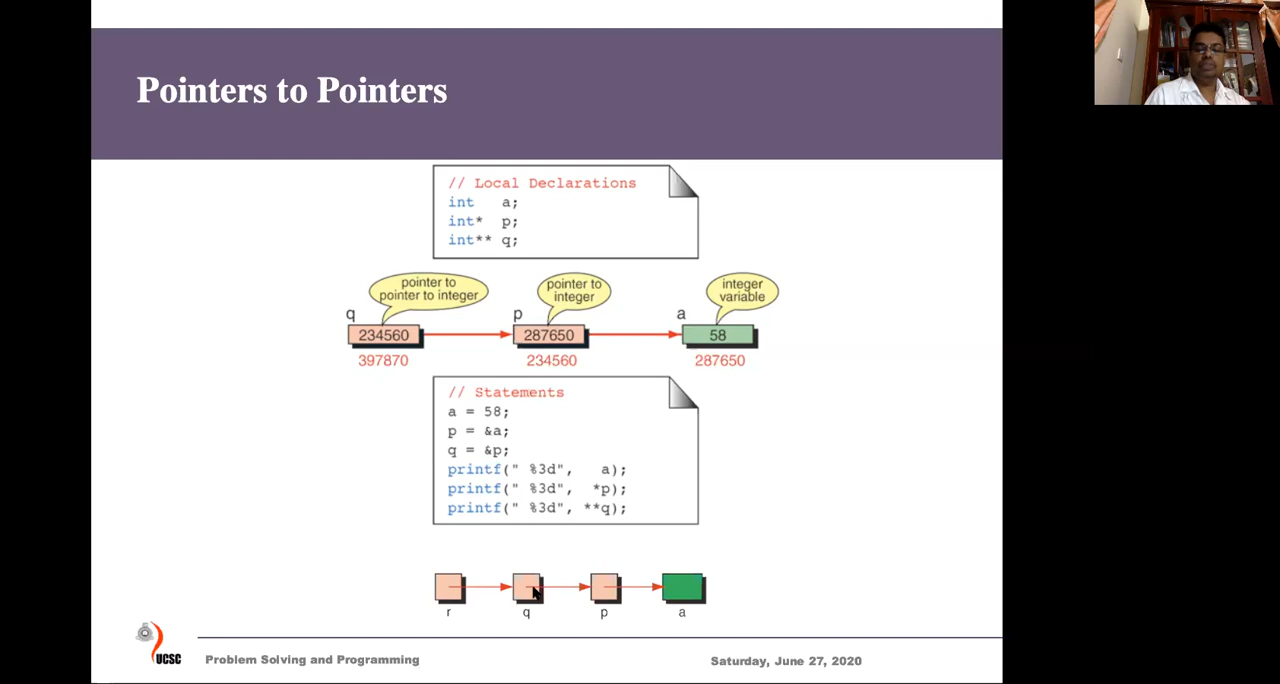 Pointers to Pointers
// Local Declarations
int a;
int* p;
int** q;
pointer to
pointer to integer
pointer to
integer
integer
variable
q
p
a
234560
287650
58
397870
234560
287650
// Statements
a = 58;
p = &a;
q = &p;
printf(" %3d", a);
printf(" %3d", *p);
printf(" %3d", **q);
r
q
p
a
UCSC
Problem Solving and Programming
Saturday, June 27, 2020